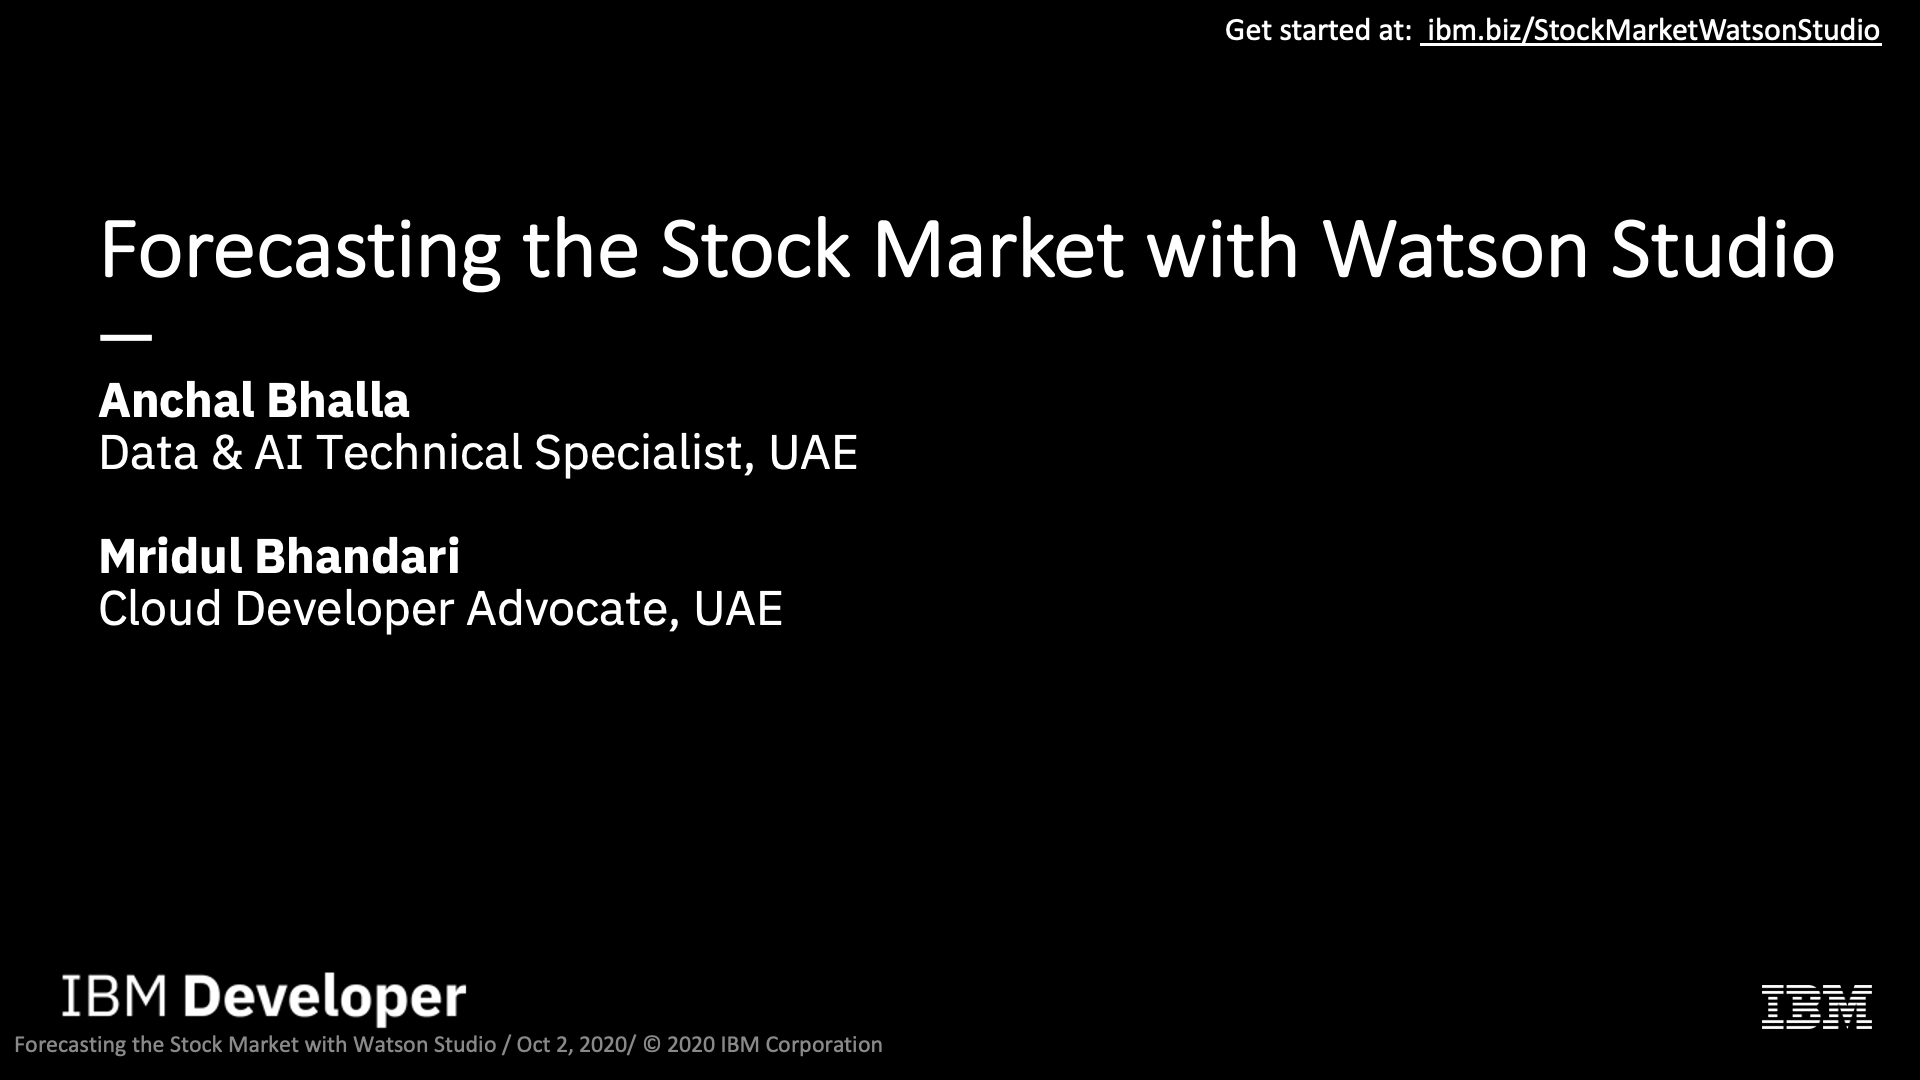 Get started at: ibm.biz/StockMarketWatsonStudio
Forecasting the Stock Market with Watson Studio
—
Anchal Bhalla
Data & AI Technical Specialist, UAE
Mridul Bhandari
Cloud Developer Advocate, UAE
IBM Developer
IBM
Forecasting the Stock Market with Watson Studio / Oct 2, 2020/ © 2020 IBM Corporation